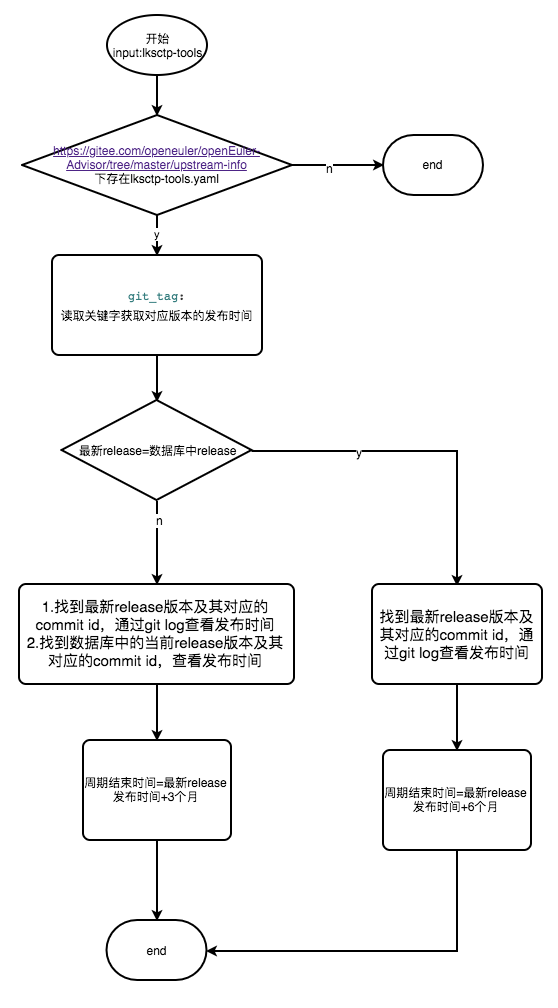 开始
input:lksctp-tools
https://gitee.com/openeuler/openEuler-
Advisor/tree/master/upstream-info
下存在lksctp-tools.yaml
n
end
y
git_tag:
读取关键字获取对应版本的发布时间
最新release=数据库中release
y
n
1.找到最新release版本及其对应的
commit id，通过git log查看发布时间
2.找到数据库中的当前release版本及其
对应的commit id，查看发布时间
找到最新release版本及
其对应的commit id，通
过git log查看发布时间
周期结束时间=最新release
发布时间+3个月
周期结束时间=最新release
发布时间+6个月
end